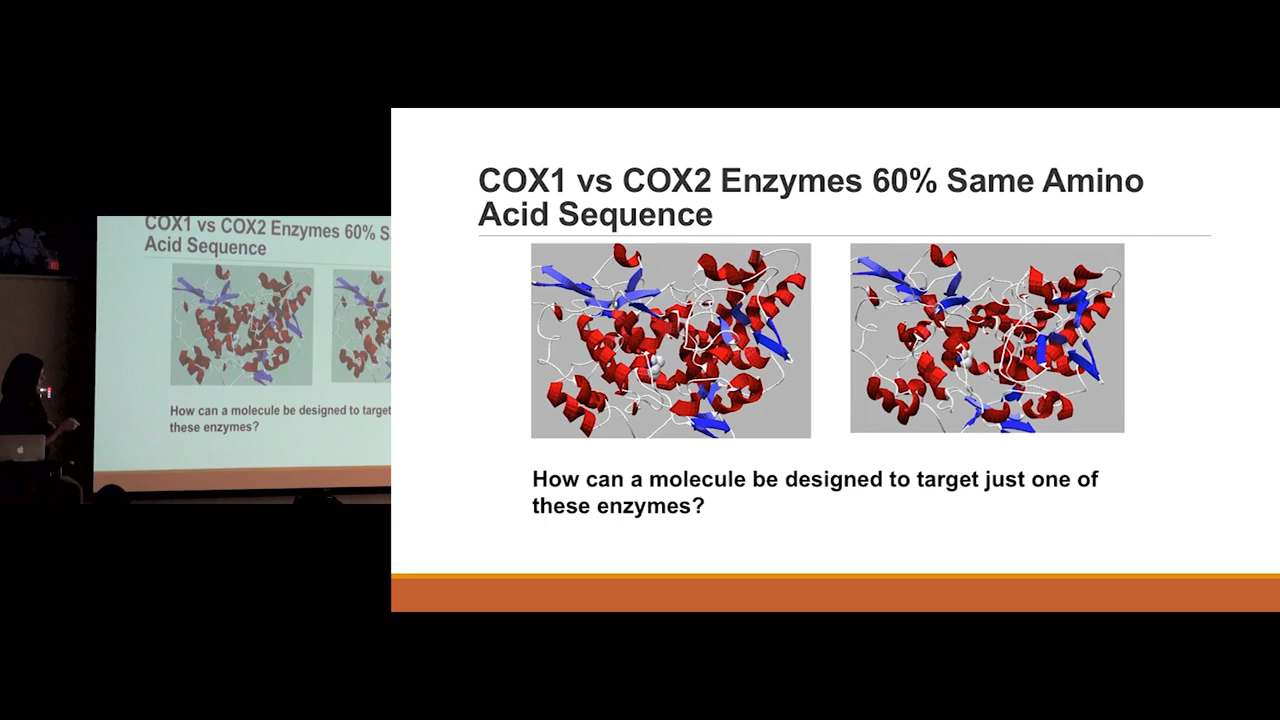 COX1 vs COX2 Enzymes 60% Same Amino
Acid Sequence
How can a molecule be designed to target just one of
these enzymes?
COX1 vs COX2 Enzymes 60% S
Acid Sequence
How can a molecule be designed to target
these enzymes?